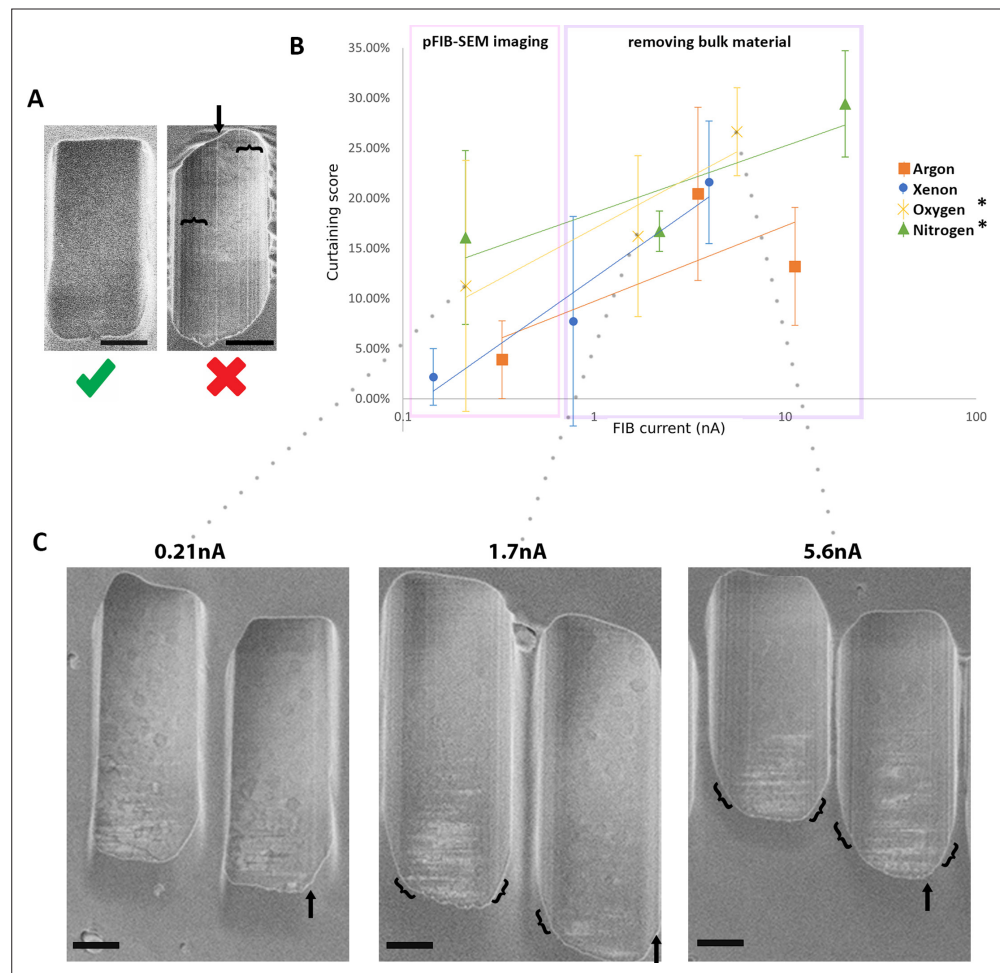 A
B
pFIB-SEM imaging
removing bulk material
35.00%
30.00%
25.00%
20.00%
15.00%
10.00%
5.00%
0.00%
Curtaining score
0.1
1
10
100
FIB current (nA)
Argon
Xenon
Oxygen *
Nitrogen *
C
0.21nA
1.7nA
5.6nA